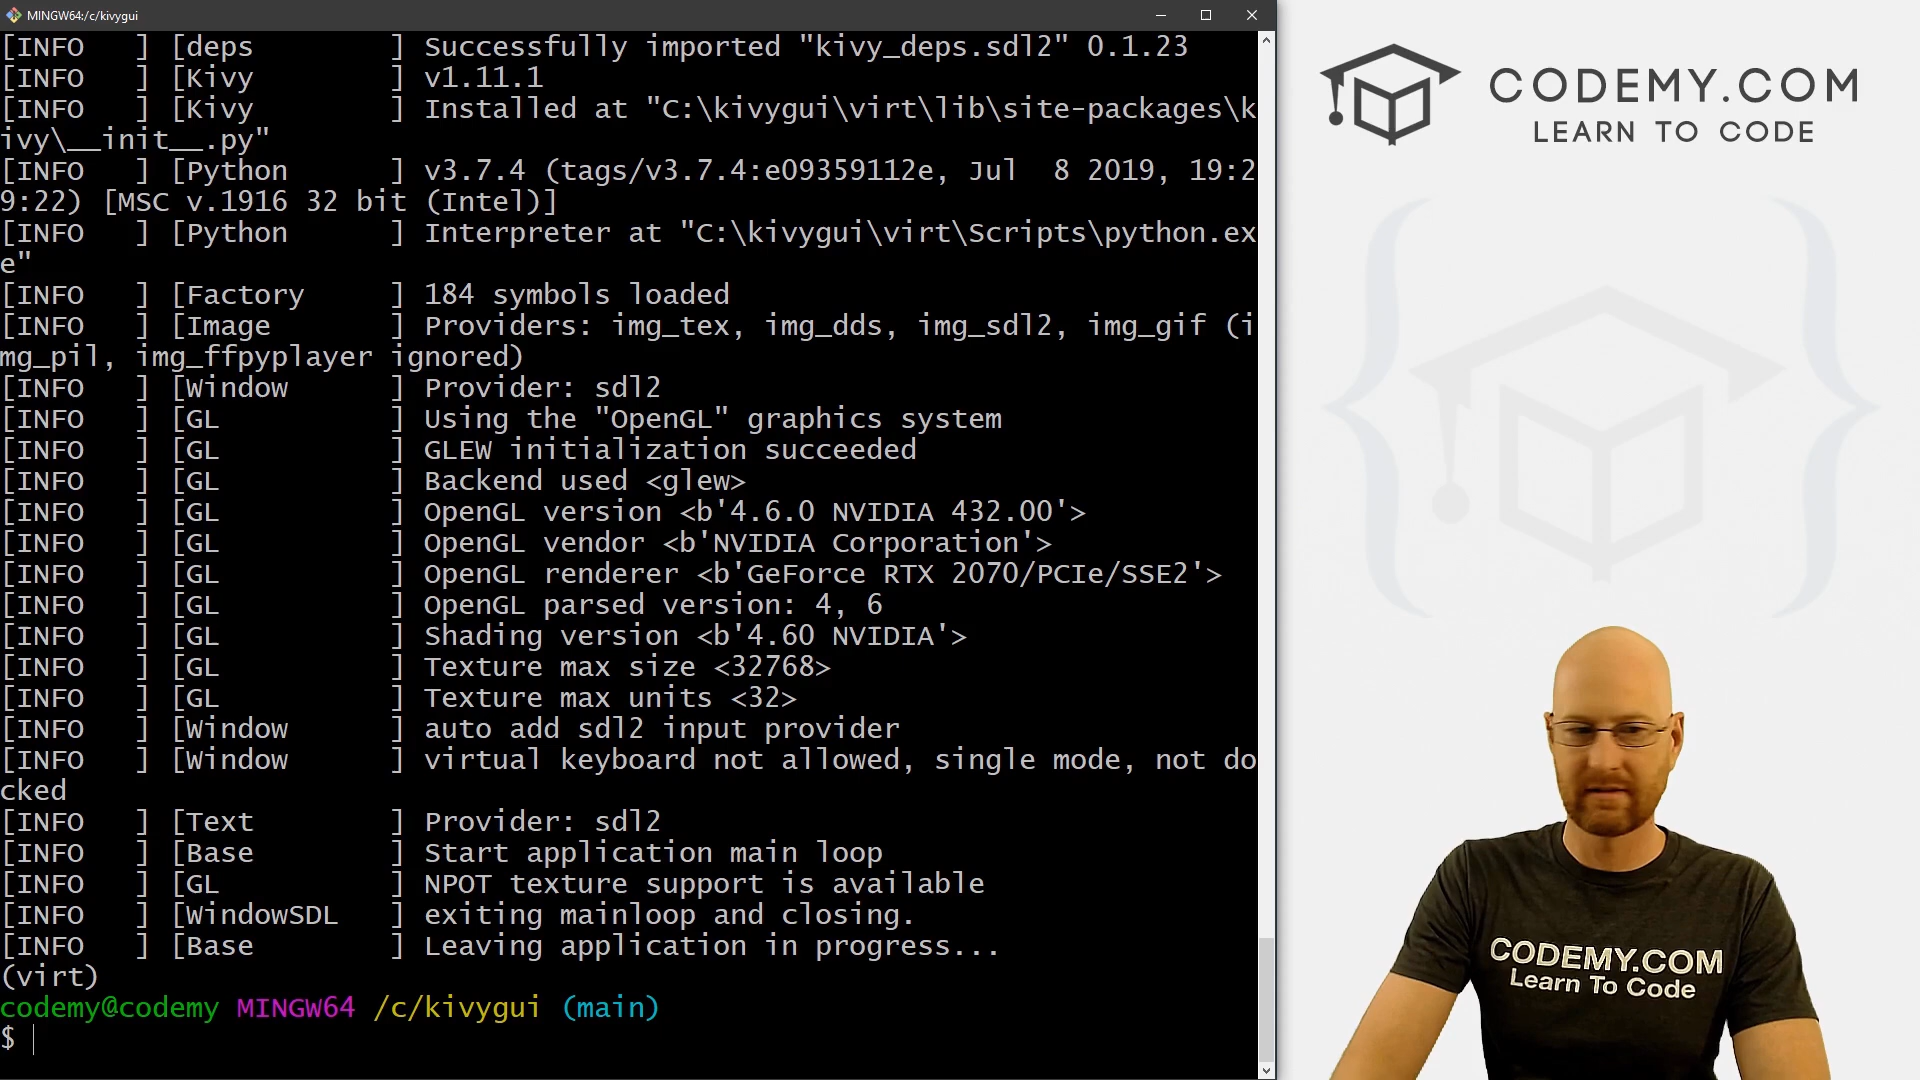 MINGW64:/c/kivygui
[INFO   ] [deps        ] Successfully imported "kivy_deps.sdl2" 0.1.23
[INFO   ] [Kivy        ] v1.11.1
[INFO   ] [Kivy        ] Installed at "C:\kivygui\virt\lib\site-packages\k
ivy\__init__.py"
[INFO   ] [Python      ] v3.7.4 (tags/v3.7.4:e09359112e, Jul  8 2019, 19:2
9:22) [MSC v.1916 32 bit (Intel)]
[INFO   ] [Python      ] Interpreter at "C:\kivygui\virt\Scripts\python.ex
e"
[INFO   ] [Factory     ] 184 symbols loaded
[INFO   ] [Image       ] Providers: img_tex, img_dds, img_sdl2, img_gif (i
mg_pil, img_ffpyplayer ignored)
[INFO   ] [Window      ] Provider: sdl2
[INFO   ] [GL          ] Using the "OpenGL" graphics system
[INFO   ] [GL          ] GLEW initialization succeeded
[INFO   ] [GL          ] Backend used <glew>
[INFO   ] [GL          ] OpenGL version <b'4.6.0 NVIDIA 432.00'>
[INFO   ] [GL          ] OpenGL vendor <b'NVIDIA Corporation'>
[INFO   ] [GL          ] OpenGL renderer <b'GeForce RTX 2070/PCIe/SSE2'>
[INFO   ] [GL          ] OpenGL parsed version: 4, 6
[INFO   ] [GL          ] Shading version <b'4.60 NVIDIA'>
[INFO   ] [GL          ] Texture max size <32768>
[INFO   ] [GL          ] Texture max units <32>
[INFO   ] [Window      ] auto add sdl2 input provider
[INFO   ] [Window      ] virtual keyboard not allowed, single mode, not do
cked
[INFO   ] [Text        ] Provider: sdl2
[INFO   ] [Base        ] Start application main loop
[INFO   ] [GL          ] NPOT texture support is available
[INFO   ] [WindowSDL   ] exiting mainloop and closing.
[INFO   ] [Base        ] Leaving application in progress...
(virt)
codemy@codemy MINGW64 /c/kivygui (main)
$
CODEMY.COM
LEARN TO CODE
CODEMY.COM
Learn To Code